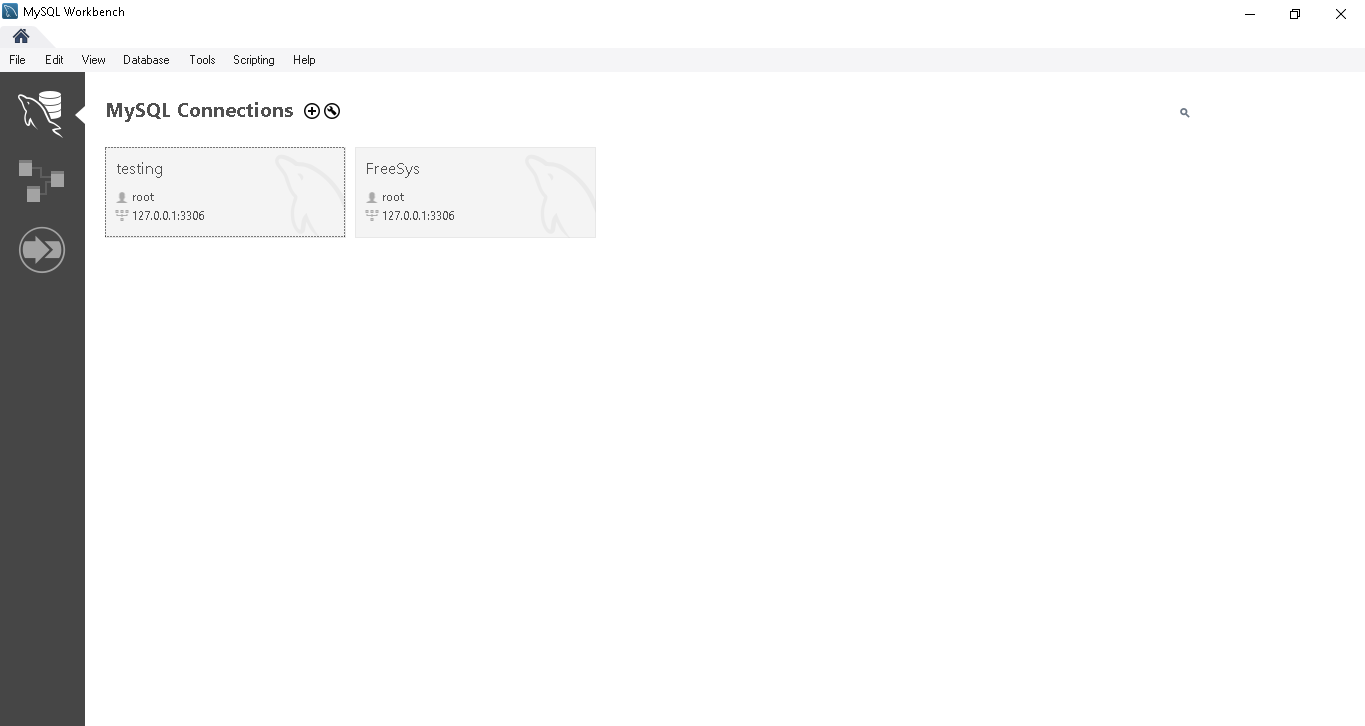 MySQL Workbench
File Edit View Database Tools Scripting Help
MySQL Connections
testing
root
127.0.0.1:3306
FreeSys
root
127.0.0.1:3306